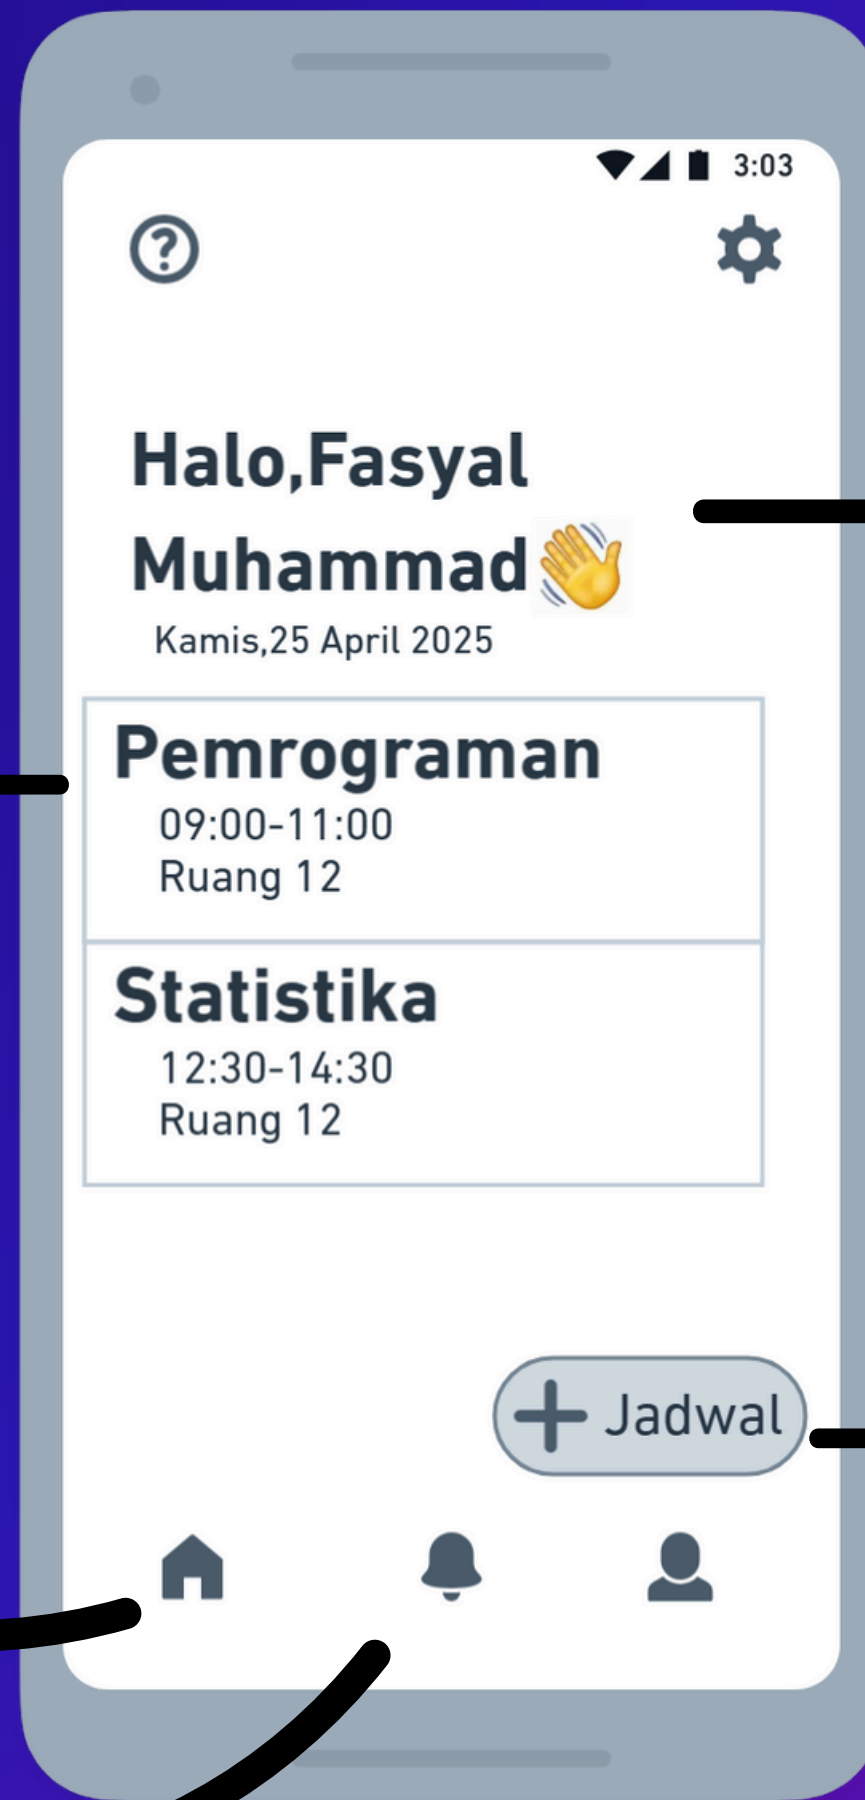 3:03
?
Halo,Fasyal
Muhammad👋
Kamis,25 April 2025
Pemrograman
09:00-11:00
Ruang 12
Statistika
12:30-14:30
Ruang 12
+ Jadwal